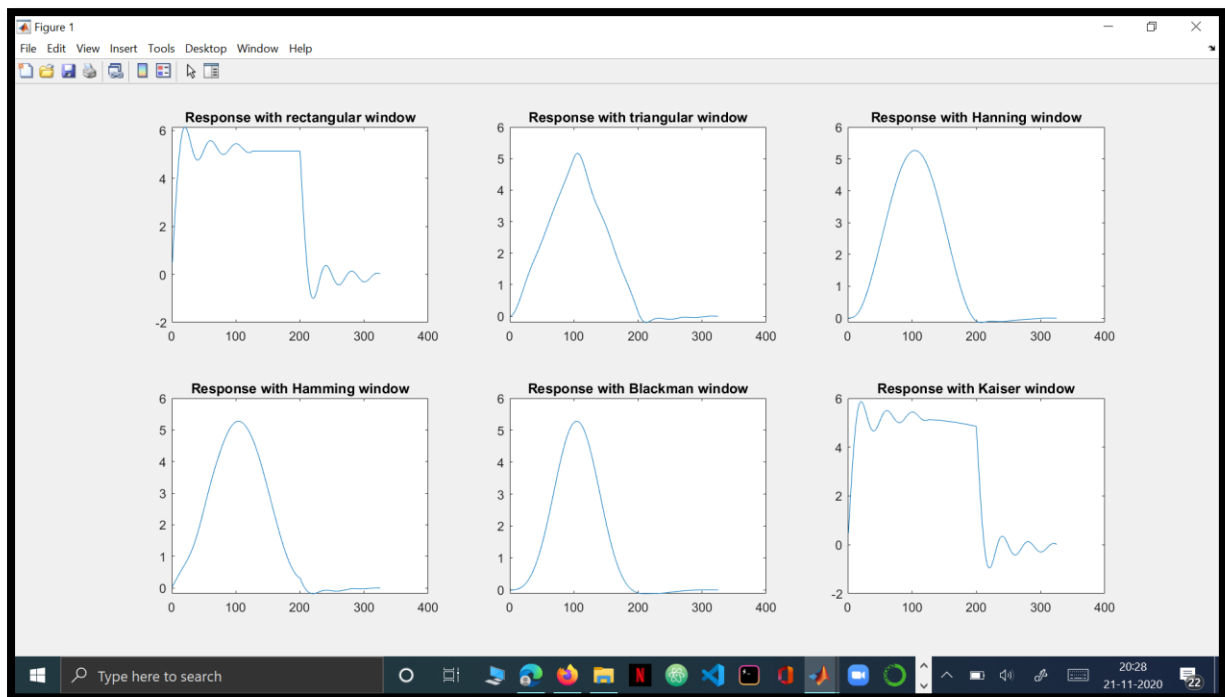 Figure 1
File Edit View Insert Tools Desktop Window Help
Response with rectangular window
6
4
2
0
-2
0 100 200 300 400
Response with triangular window
6
5
4
3
2
1
0
0 100 200 300 400
Response with Hanning window
6
5
4
3
2
1
0
0 100 200 300 400
Response with Hamming window
6
5
4
3
2
1
0
0 100 200 300 400
Response with Blackman window
6
5
4
3
2
1
0
0 100 200 300 400
Response with Kaiser window
6
4
2
0
-2
0 100 200 300 400
Type here to search
N
20:28
21-11-2020
22